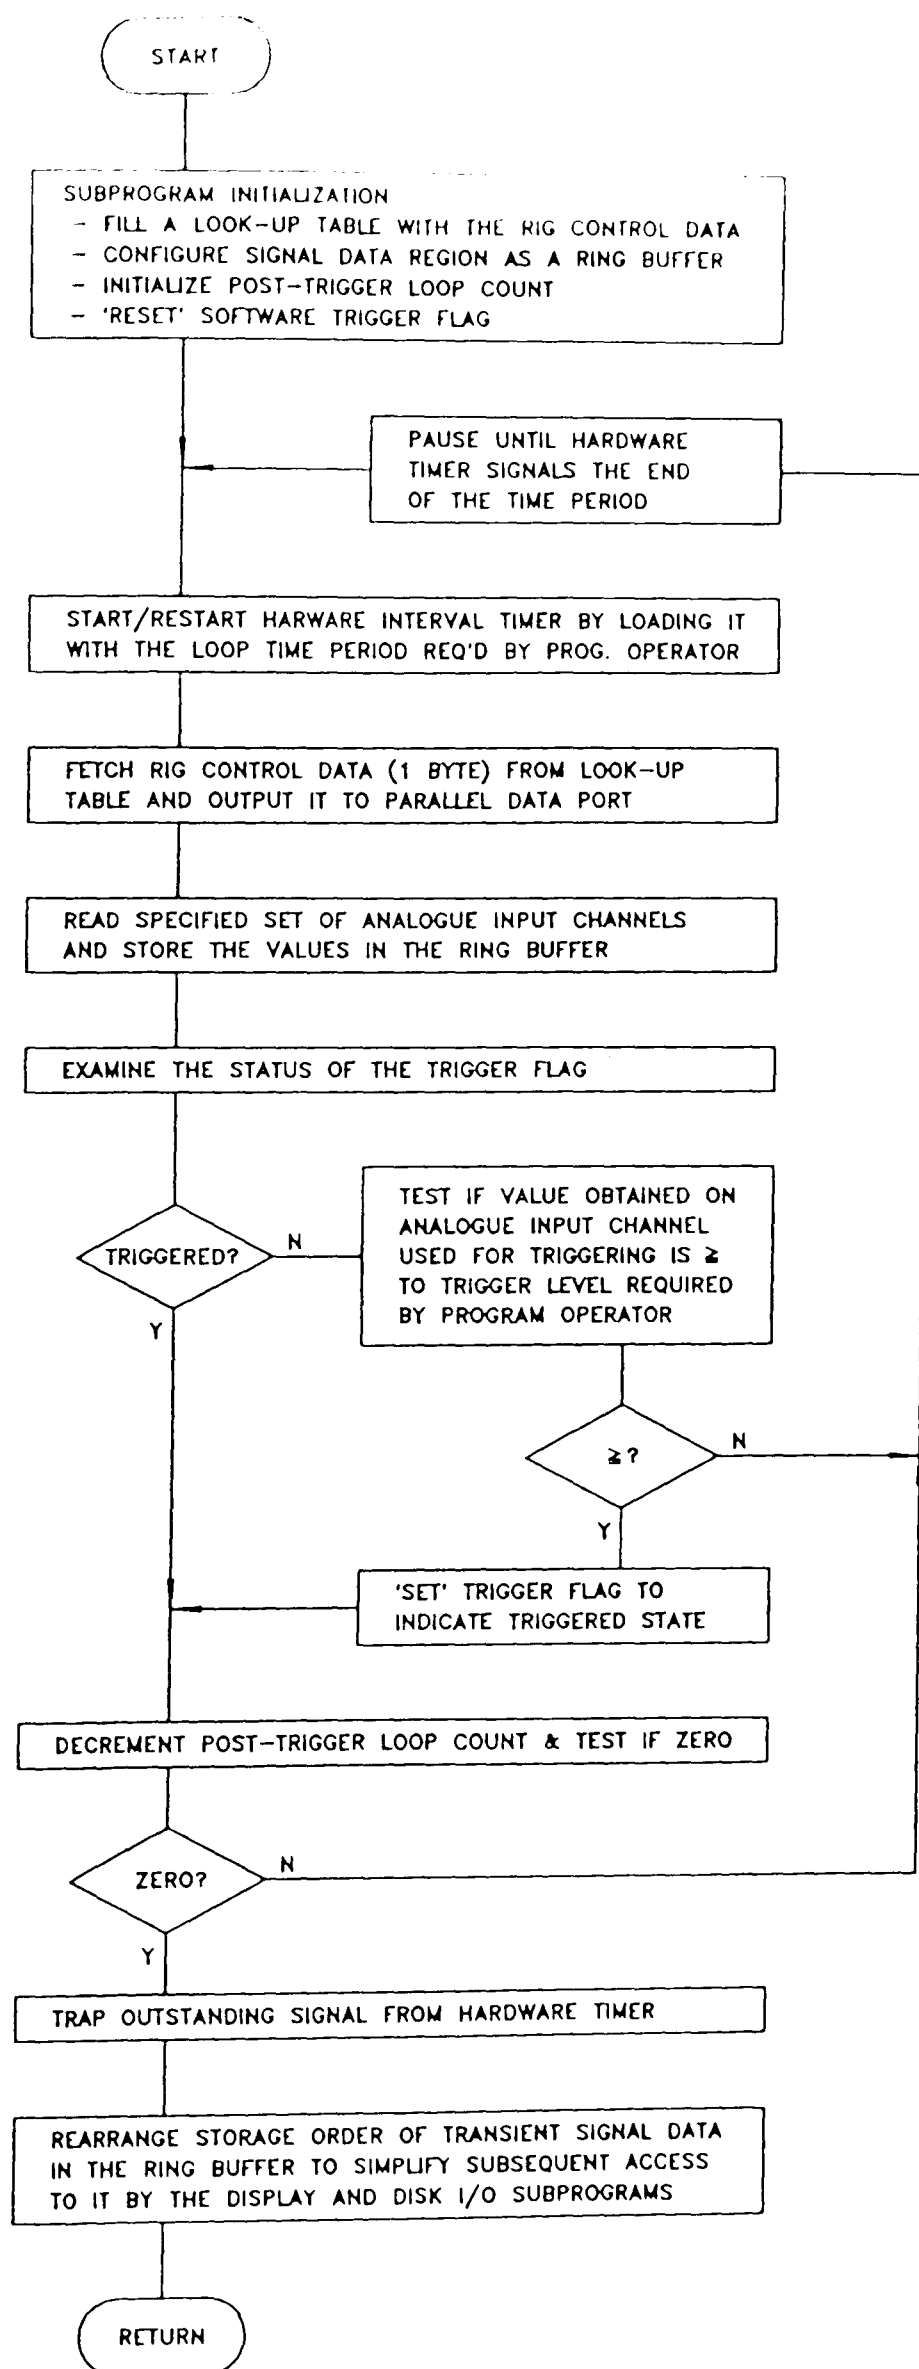 START
SUBPROGRAM INITIALIZATION
- FILL A LOOK-UP TABLE WITH THE RIG CONTROL DATA
- CONFIGURE SIGNAL DATA REGION AS A RING BUFFER
- INITIALIZE POST-TRIGGER LOOP COUNT
- 'RESET' SOFTWARE TRIGGER FLAG
PAUSE UNTIL HARDWARE
TIMER SIGNALS THE END
OF THE TIME PERIOD
START/RESTART HARWARE INTERVAL TIMER BY LOADING IT
WITH THE LOOP TIME PERIOD REQ'D BY PROG. OPERATOR
FETCH RIG CONTROL DATA (1 BYTE) FROM LOOK-UP
TABLE AND OUTPUT IT TO PARALLEL DATA PORT
READ SPECIFIED SET OF ANALOGUE INPUT CHANNELS
AND STORE THE VALUES IN THE RING BUFFER
EXAMINE THE STATUS OF THE TRIGGER FLAG
TRIGGERED?
N
Y
TEST IF VALUE OBTAINED ON
ANALOGUE INPUT CHANNEL
USED FOR TRIGGERING IS ≥
TO TRIGGER LEVEL REQUIRED
BY PROGRAM OPERATOR
≥?
N
Y
'SET' TRIGGER FLAG TO
INDICATE TRIGGERED STATE
DECREMENT POST-TRIGGER LOOP COUNT & TEST IF ZERO
ZERO?
N
Y
TRAP OUTSTANDING SIGNAL FROM HARDWARE TIMER
REARRANGE STORAGE ORDER OF TRANSIENT SIGNAL DATA
IN THE RING BUFFER TO SIMPLIFY SUBSEQUENT ACCESS
TO IT BY THE DISPLAY AND DISK I/O SUBPROGRAMS
RETURN